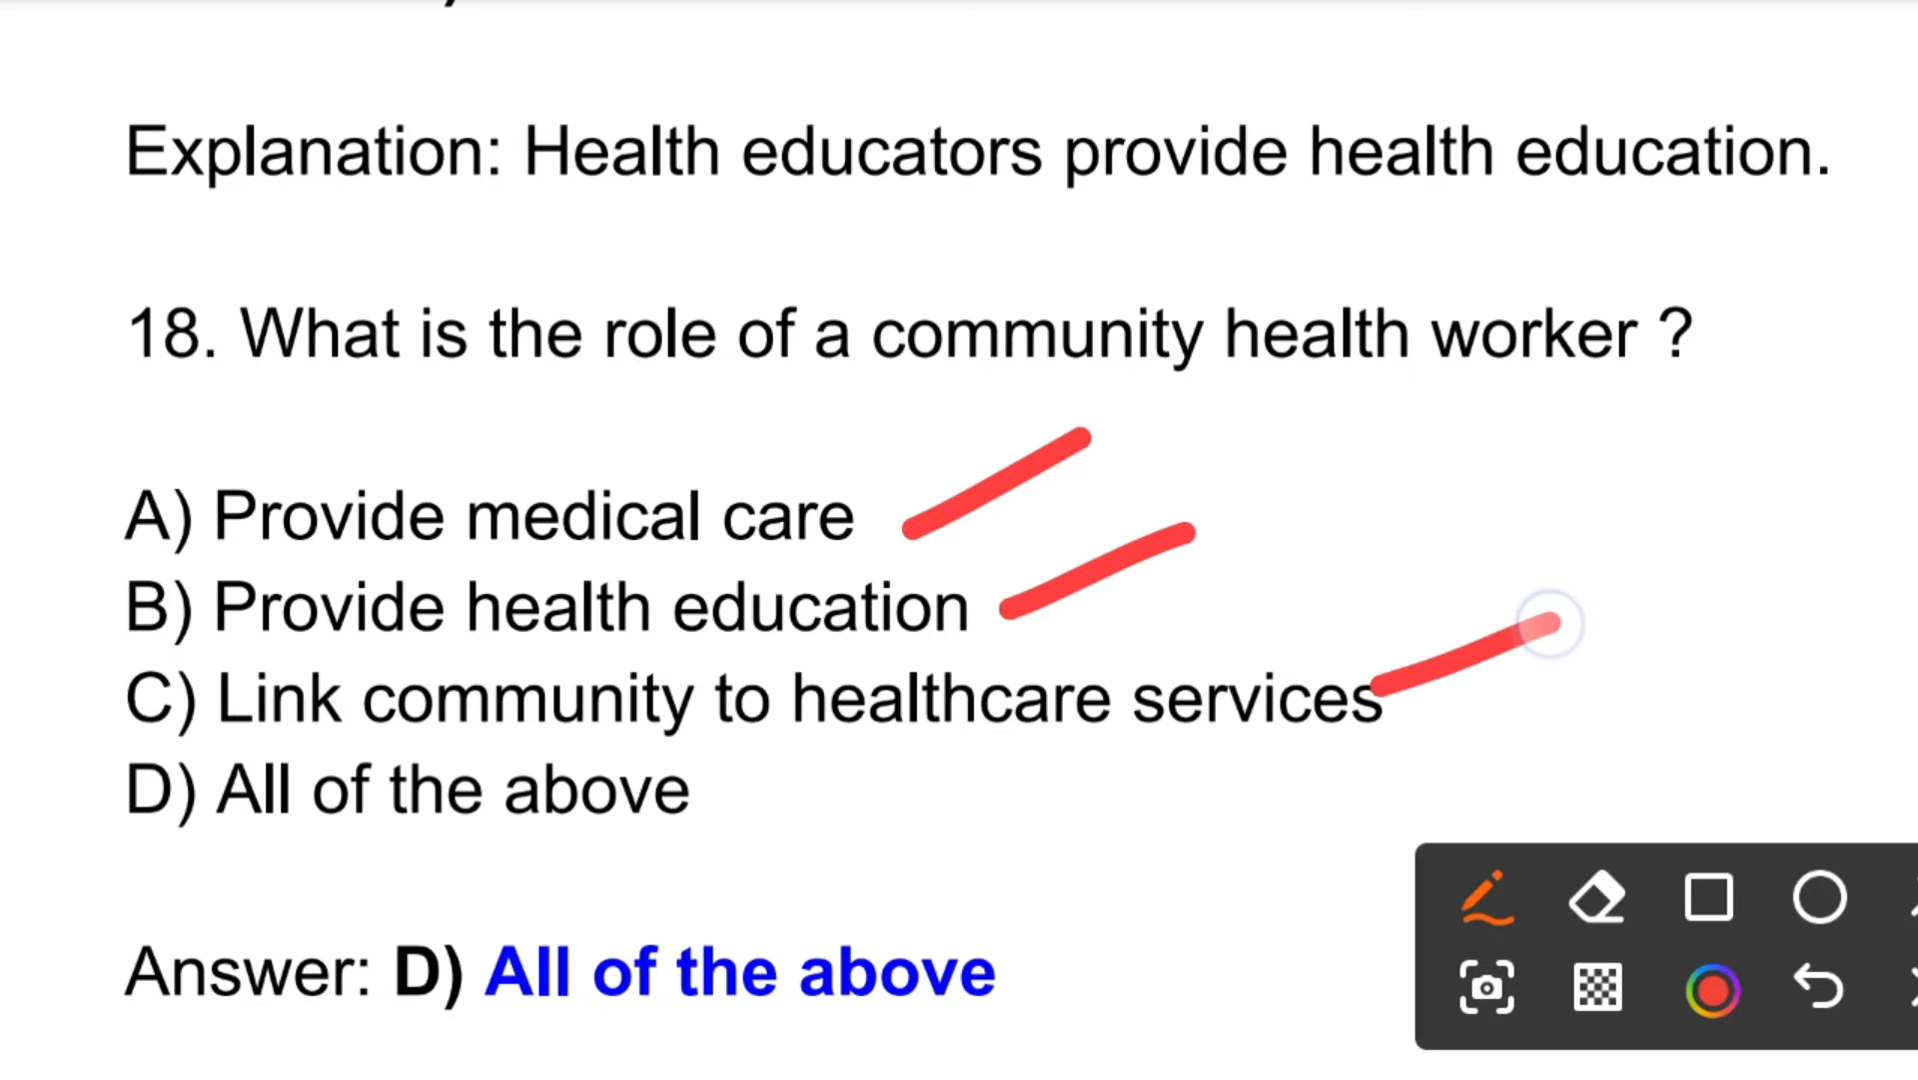 Explanation: Health educators provide health education.
18. What is the role of a community health worker ?
A) Provide medical care
B) Provide health education
C) Link community to healthcare services
D) All of the above
Answer: D) All of the above